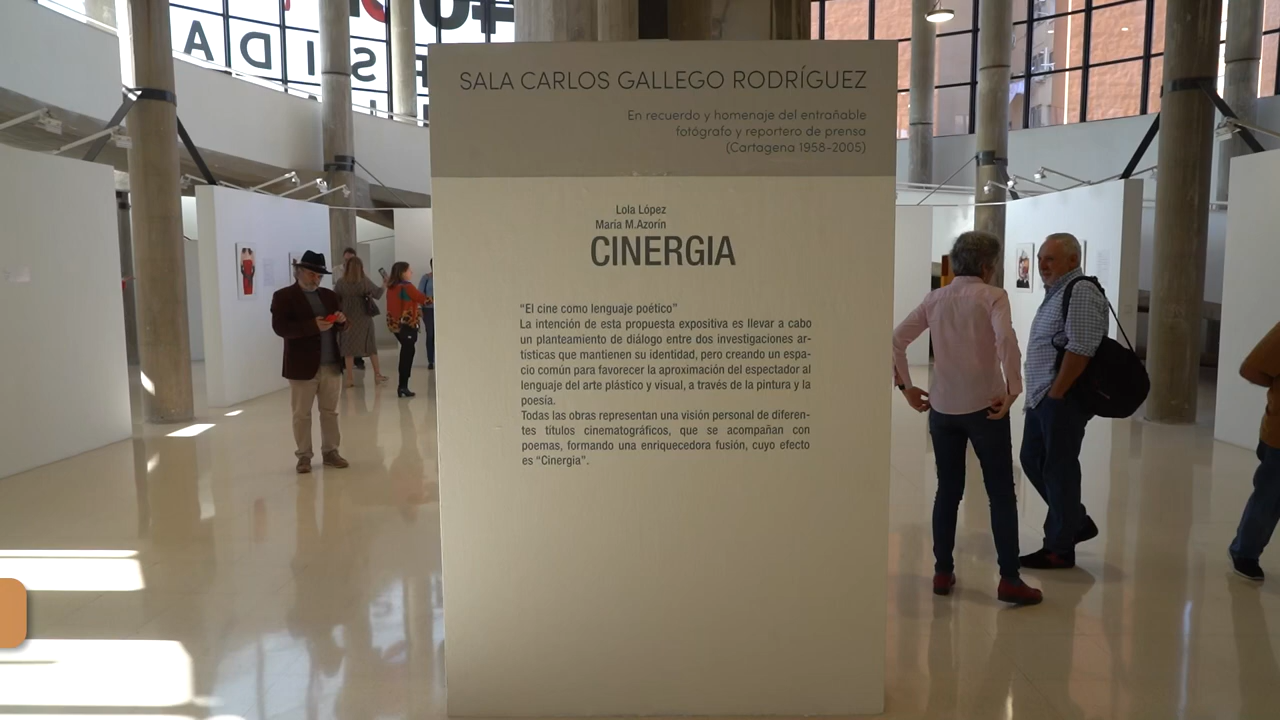 SIDA
SALA CARLOS GALLEGO RODRÍGUEZ
En recuerdo y homenaje del entrañable
fotógrafo y reportero de prensa
(Cartagena 1958-2005)
Lola López
María M.Azorín
CINERGIA
“El cine como lenguaje poético”
La intención de esta propuesta expositiva es llevar a cabo
un planteamiento de diálogo entre dos investigaciones ar-
tísticas que mantienen su identidad, pero creando un espa-
cio común para favorecer la aproximación del espectador al
lenguaje del arte plástico y visual, a través de la pintura y la
poesía.
Todas las obras representan una visión personal de diferen-
tes titulos cinematográficos, que se acompañan con
poemas, formando una enriquecedora fusión, cuyo efecto
es “Cinergia”.